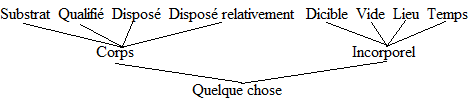 Substrat Qualifié Disposé Disposé relativement Dicible Vide Lieu Temps
Corps Incorporel
Quelque chose